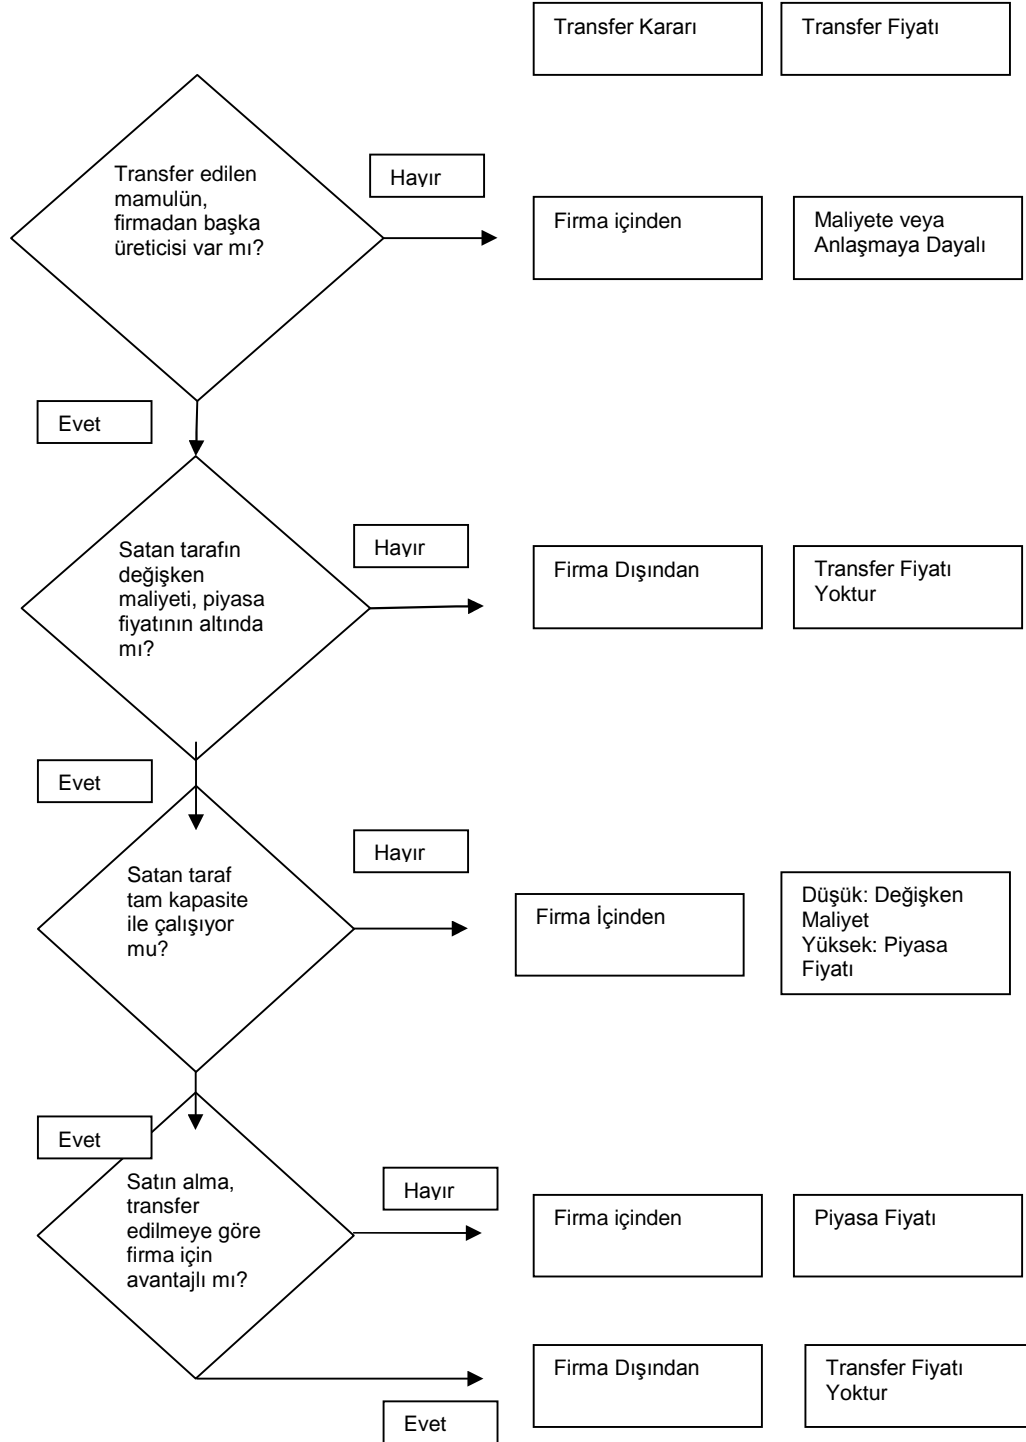 Transfer Kararı
Transfer Fiyatı
Transfer edilen
mamulün,
firmadan başka
üreticisi var mı?
Hayır
Firma içinden
Maliyete veya
Anlaşmaya Dayalı
Evet
Satan tarafın
değişken
maliyeti, piyasa
fiyatının altında
mı?
Hayır
Firma Dışından
Transfer Fiyatı
Yoktur
Evet
Satan taraf
tam kapasite
ile çalışıyor
mu?
Hayır
Firma İçinden
Düşük: Değişken
Maliyet
Yüksek: Piyasa
Fiyatı
Evet
Satın alma,
transfer
edilmeye göre
firma için
avantajlı mı?
Hayır
Firma içinden
Piyasa Fiyatı
Evet
Firma Dışından
Transfer Fiyatı
Yoktur